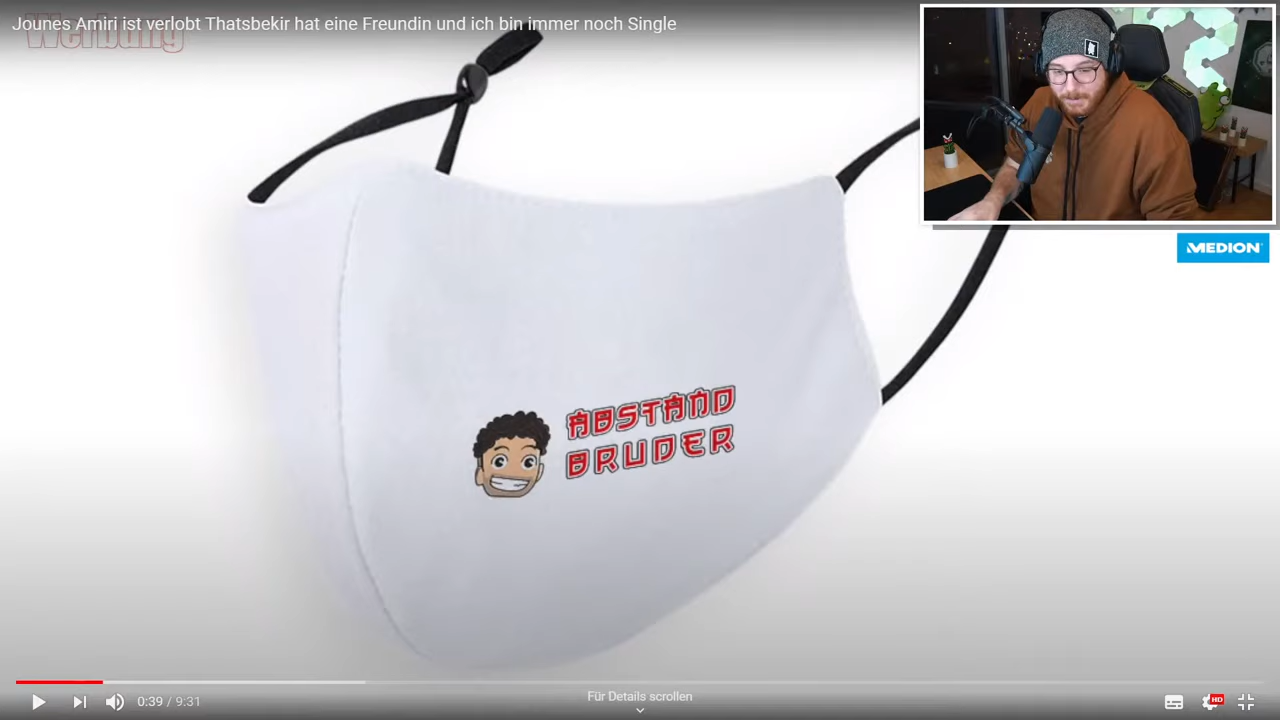 Jounes Amiri ist verlobt Thatsbekir hat eine Freundin und ich bin immer noch Single
Werbung
MEDION
ABSTAND
BRUDER
Für Details scrollen
0:39 / 9:31
HD